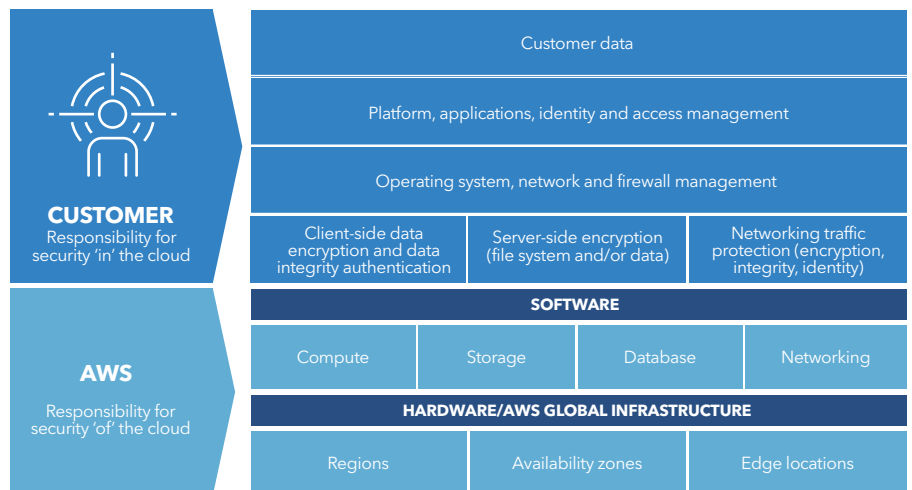 CUSTOMER
Responsibility for
security ‘in’ the cloud
Customer data
Platform, applications, identity and access management
Operating system, network and firewall management
Client-side data
encryption and data
integrity authentication
Server-side encryption
(file system and/or data)
Networking traffic
protection (encryption,
integrity, identity)
AWS
Responsibility for
security ‘of’ the cloud
SOFTWARE
Compute
Storage
Database
Networking
HARDWARE/AWS GLOBAL INFRASTRUCTURE
Regions
Availability zones
Edge locations